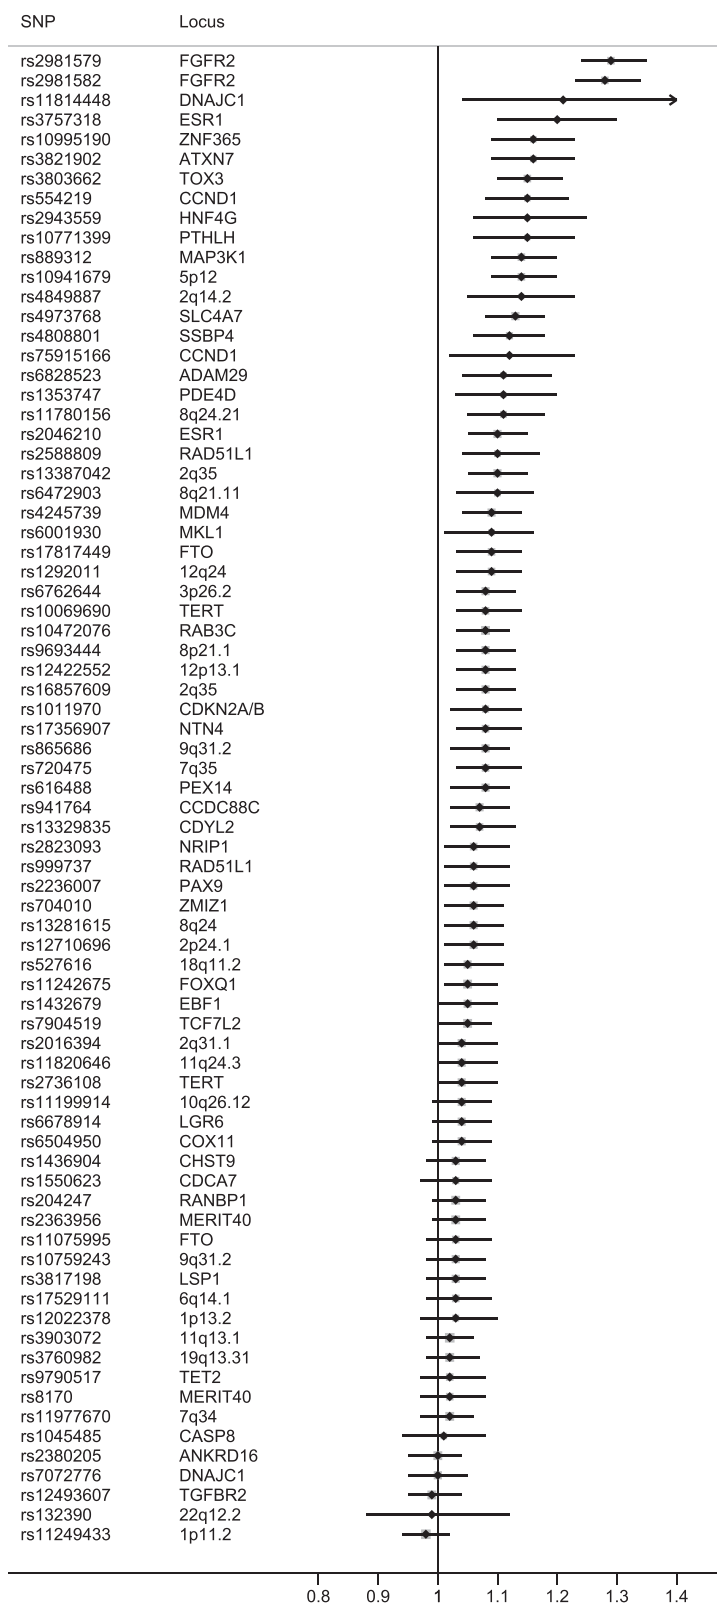 SNP Locus
rs2981579 FGFR2
rs2981582 FGFR2
rs11814448 DNAJC1
rs3757318 ESR1
rs10995190 ZNF365
rs3821902 ATXN7
rs3803662 TOX3
rs554219 CCND1
rs2943559 HNF4G
rs10771399 PTHLH
rs889312 MAP3K1
rs10941679 5p12
rs4849887 2q14.2
rs4973768 SLC4A7
rs4808801 SSBP4
rs75915166 CCND1
rs6828523 ADAM29
rs1353747 PDE4D
rs11780156 8q24.21
rs2046210 ESR1
rs2588809 RAD51L1
rs13387042 2q35
rs6472903 8q21.11
rs4245739 MDM4
rs6001930 MKL1
rs17817449 FTO
rs1292011 12q24
rs6762644 3p26.2
rs10069690 TERT
rs10472076 RAB3C
rs9693444 8p21.1
rs12422552 12p13.1
rs16857609 2q35
rs1011970 CDKN2A/B
rs17356907 NTN4
rs865686 9q31.2
rs720475 7q35
rs616488 PEX14
rs941764 CCDC88C
rs13329835 CDYL2
rs2823093 NRIP1
rs999737 RAD51L1
rs2236007 PAX9
rs704010 ZMIZ1
rs13281615 8q24
rs12710696 2p24.1
rs527616 18q11.2
rs11242675 FOXQ1
rs1432679 EBF1
rs7904519 TCF7L2
rs2016394 2q31.1
rs11820646 11q24.3
rs2736108 TERT
rs11199914 10q26.12
rs6678914 LGR6
rs6504950 COX11
rs1436904 CHST9
rs1550623 CDCA7
rs204247 RANBP1
rs2363956 MERIT40
rs11075995 FTO
rs10759243 9q31.2
rs3817198 LSP1
rs17529111 6q14.1
rs12022378 1p13.2
rs3903072 11q13.1
rs3760982 19q13.31
rs9790517 TET2
rs8170 MERIT40
rs11977670 7q34
rs1045485 CASP8
rs2380205 ANKRD16
rs7072776 DNAJC1
rs12493607 TGFBR2
rs132390 22q12.2
rs11249433 1p11.2
0.8 0.9 1 1.1 1.2 1.3 1.4